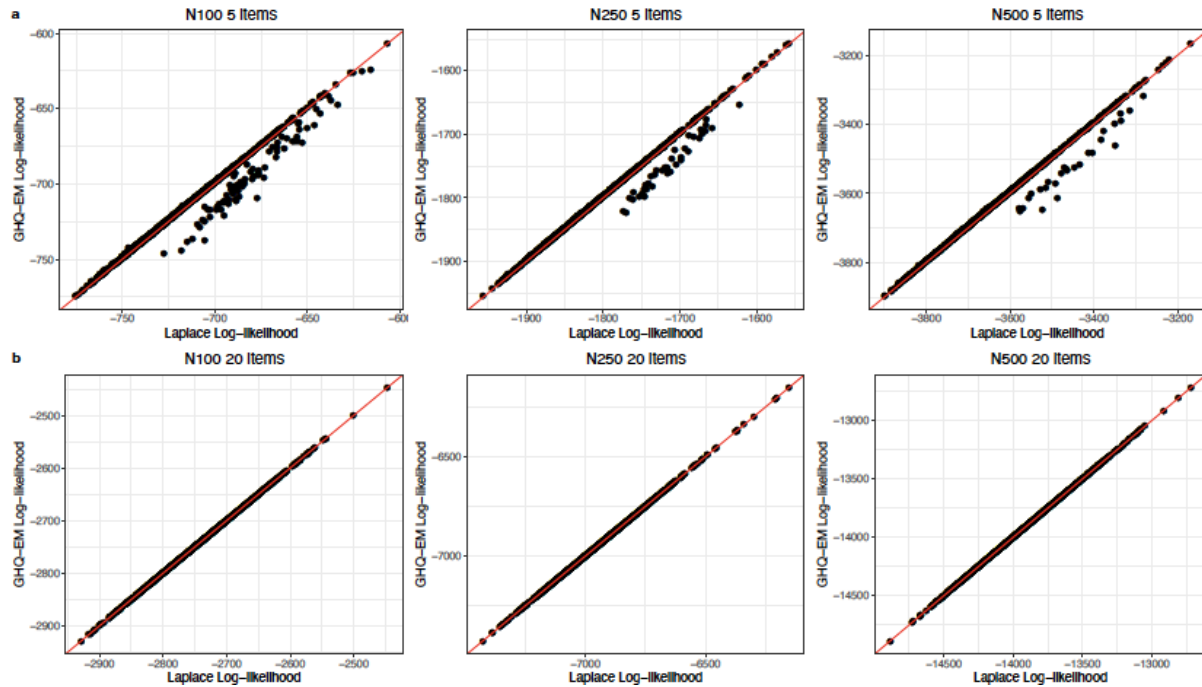 a
N100 5 Items
N250 5 Items
N500 5 Items
GHQ-EM Log-likelihood
-600
-650
-700
-750
-750
-700
-650
-60
Laplace Log-likelihood
GHQ-EM Log-likelihood
-1600
-1700
-1800
-1900
-1900
-1800
-1700
-1600
Laplace Log-likelihood
GHQ-EM Log-likelihood
-3200
-3400
-3600
-3800
-3800
-3600
-3400
-3200
Laplace Log-likelihood
b
N100 20 Items
N250 20 Items
N500 20 Items
GHQ-EM Log-likelihood
-2500
-2600
-2700
-2800
-2900
-2900
-2800
-2700
-2600
-2500
Laplace Log-likelihood
GHQ-EM Log-likelihood
-6500
-7000
-7000
-6500
Laplace Log-likelihood
GHQ-EM Log-likelihood
-13000
-13500
-14000
-14500
-14500
-14000
-13500
-13000
Laplace Log-likelihood